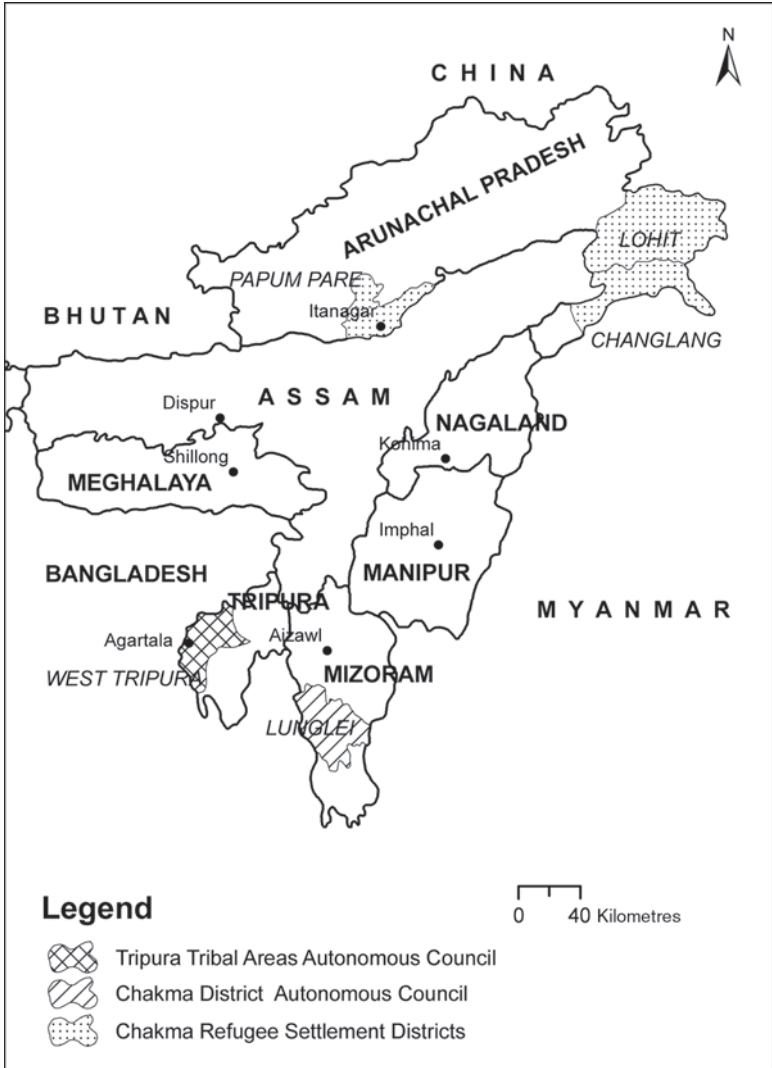 N
CHINA
ARUNACHAL PRADESH
LOHIT
PAPUM PARE
Itanagar
BHUTAN
CHANGLANG
ASSAM
Dispur
NAGALAND
Kohima
Shillong
MEGHALAYA
Imphal
BANGLADESH
MANIPUR
TRIPURA
MYANMAR
Agartala
Aizawl
WEST TRIPURA
MIZORAM
LUNGLEI
Legend
0 40 Kilometres
Tripura Tribal Areas Autonomous Council
Chakma District Autonomous Council
Chakma Refugee Settlement Districts